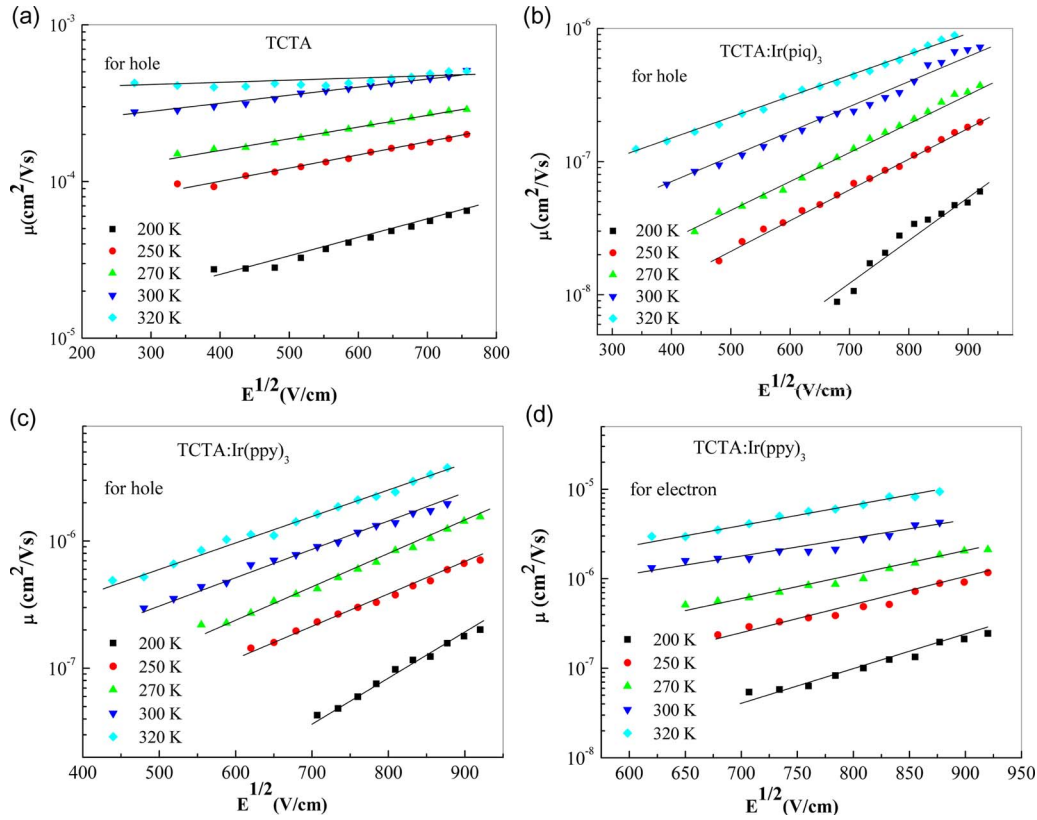 (a)
10^-3
TCTA
for hole
μ(cm²/Vs)
10^-4
200 K
250 K
270 K
300 K
320 K
10^-5
200 300 400 500 600 700 800
E^1/2(V/cm)
(b)
10^-6
TCTA:Ir(piq)₃
for hole
μ(cm²/Vs)
10^-7
200 K
250 K
270 K
300 K
320 K
10^-8
300 400 500 600 700 800 900
E^1/2(V/cm)
(c)
TCTA:Ir(ppy)₃
for hole
10^-6
μ (cm²/Vs)
10^-7
200 K
250 K
270 K
300 K
320 K
400 500 600 700 800 900
E^1/2(V/cm)
(d)
TCTA:Ir(ppy)₃
for electron
10^-5
μ (cm²/Vs)
10^-6
10^-7
200 K
250 K
270 K
300 K
320 K
10^-8
600 650 700 750 800 850 900 950
E^1/2(V/cm)